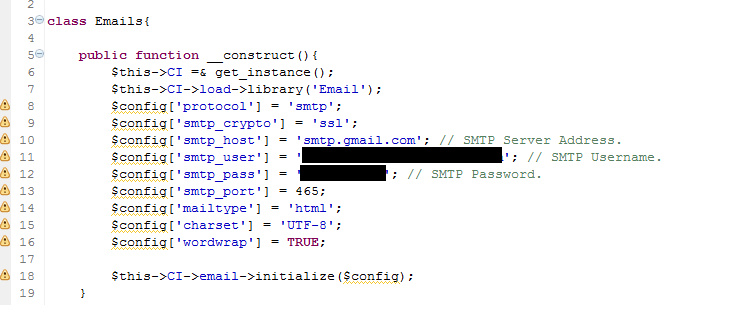 2
3 class Emails{
4
5 public function __construct(){
6 $this->CI =& get_instance();
7 $this->CI->load->library('Email');
8 $config['protocol'] = 'smtp';
9 $config['smtp_crypto'] = 'ssl';
10 $config['smtp_host'] = 'smtp.gmail.com'; // SMTP Server Address.
11 $config['smtp_user'] = ' '; // SMTP Username.
12 $config['smtp_pass'] = ' '; // SMTP Password.
13 $config['smtp_port'] = 465;
14 $config['mailtype'] = 'html';
15 $config['charset'] = 'UTF-8';
16 $config['wordwrap'] = TRUE;
17
18 $this->CI->email->initialize($config);
19 }